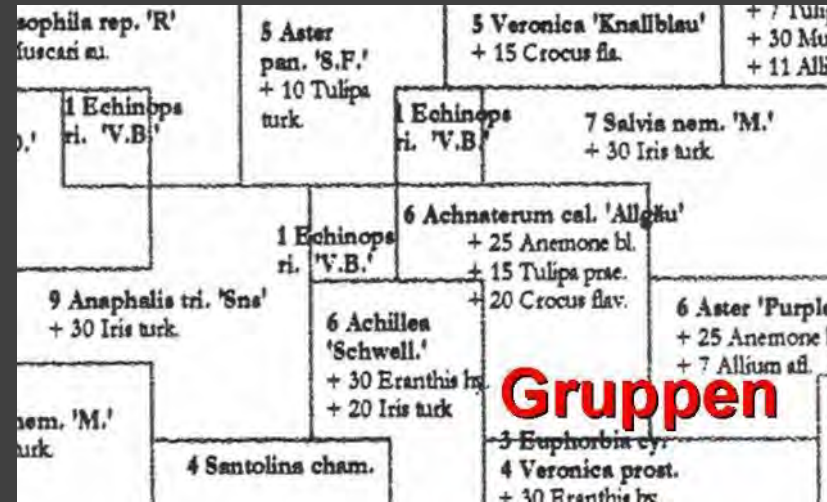 sophila rep. 'R'
fuscari au.
5 Aster
pan. 'S.F.'
+ 10 Tulipa
turk.
5 Veronica 'Knallblau'
+ 15 Crocus fla.
+ 7 Tuli
+ 30 Mu
+ 11 Alli
1 Echinops
ri. 'V.B.'
1 Echinops
ri. 'V.B.'
7 Salvia nem. 'M.'
+ 30 Iris turk.
1 Echinops
ri. 'V.B.'
6 Achnaterum cal. 'Allgäu'
+ 25 Anemone bl.
+ 15 Tulipa prae.
+ 20 Crocus flav.
9 Anaphalis tri. 'Sns'
+ 30 Iris turk.
6 Achillea
'Schwell.'
+ 30 Eranthis hy.
+ 20 Iris turk
6 Aster 'Purple
+ 25 Anemone
+ 7 Allium afl.
Gruppen
nem. 'M.'
turk.
4 Santolina cham.
3 Euphorbia cy.
4 Veronica prost.
+ 30 Eranthis hy.